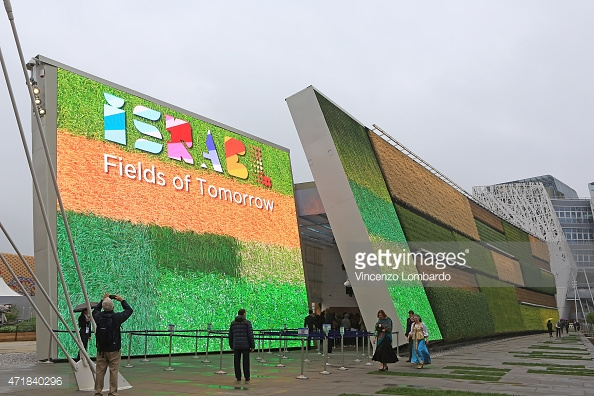 iSRAEL
Fields of Tomorrow
gettyimages
Vincenzo Lombardo
471840296